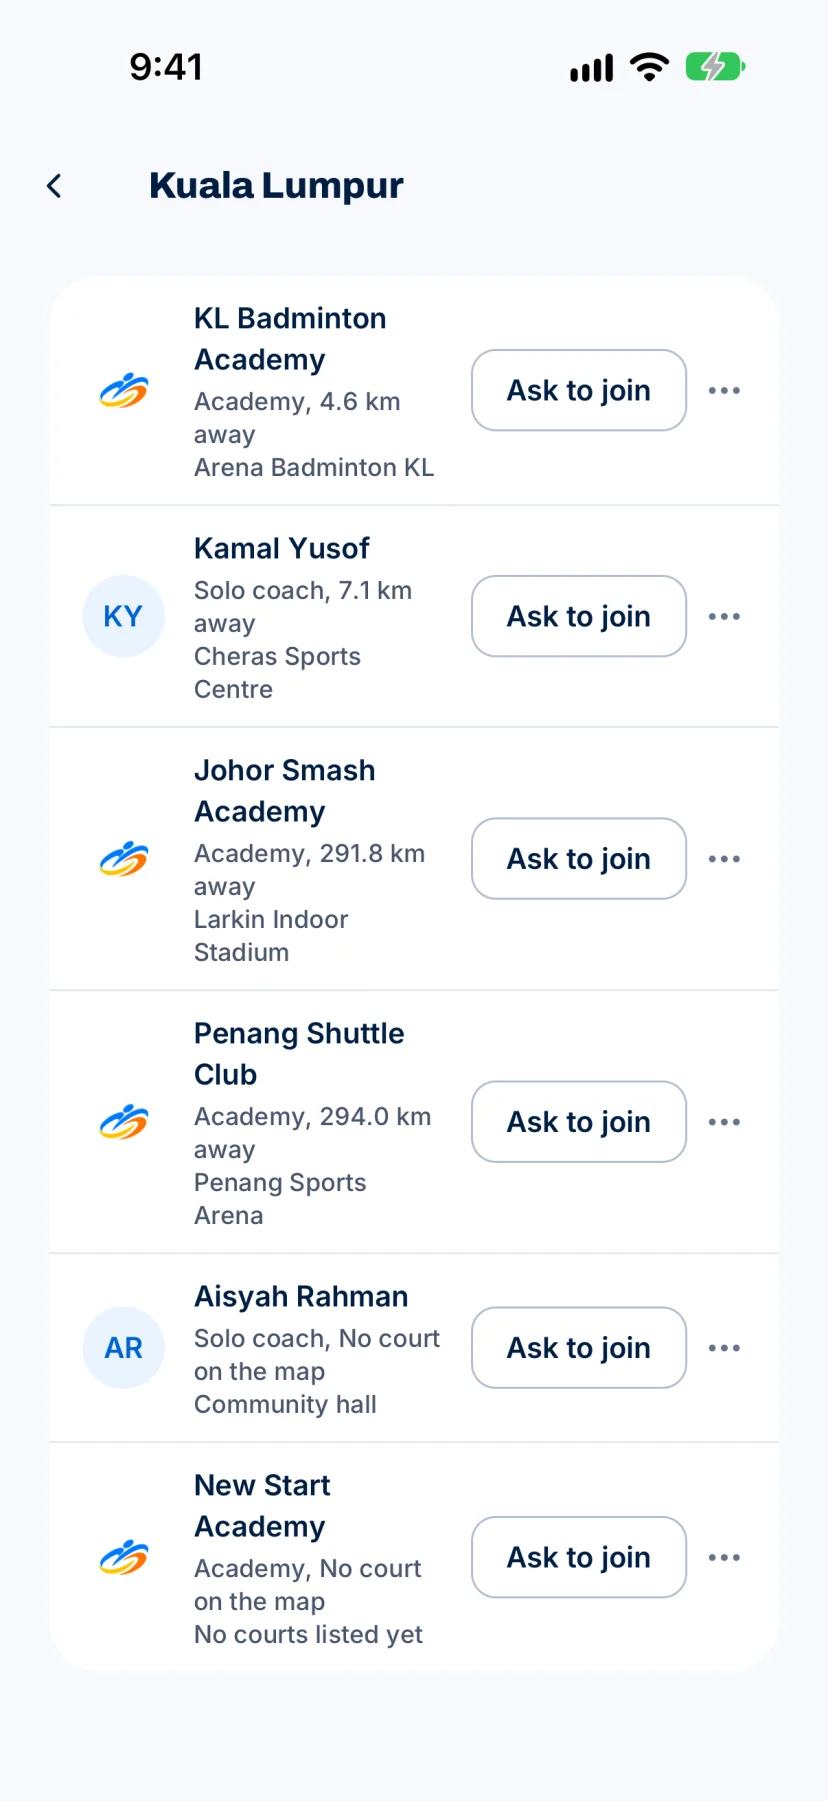 9:41
Kuala Lumpur
KL Badminton
Academy
Academy, 4.6 km
away
Arena Badminton KL
Ask to join
KY
Kamal Yusof
Solo coach, 7.1 km
away
Cheras Sports
Centre
Ask to join
Johor Smash
Academy
Academy, 291.8 km
away
Larkin Indoor
Stadium
Ask to join
Penang Shuttle
Club
Academy, 294.0 km
away
Penang Sports
Arena
Ask to join
AR
Aisyah Rahman
Solo coach, No court
on the map
Community hall
Ask to join
New Start
Academy
Academy, No court
on the map
No courts listed yet
Ask to join